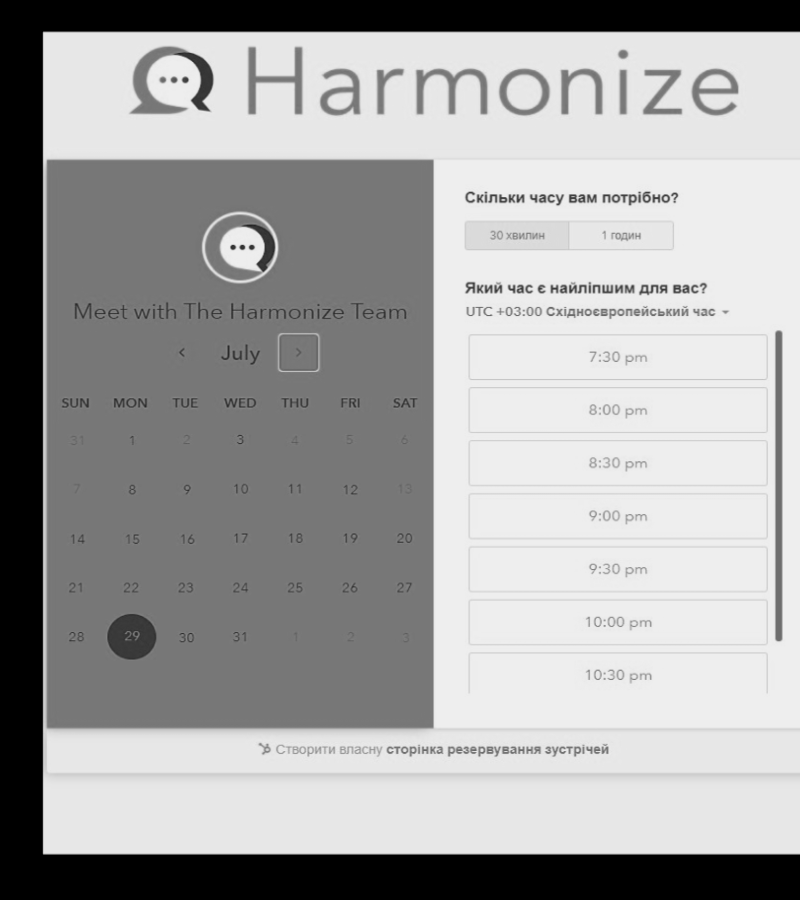 Harmonize
Meet with The Harmonize Team
July
SUN MON TUE WED THU FRI SAT
31 1 2 3 4 5 6
7 8 9 10 11 12 13
14 15 16 17 18 19 20
21 22 23 24 25 26 27
28 29 30 31 1 2 3
Скільки часу вам потрібно?
30 хвилин 1 годин
Який час є найліпшим для вас?
UTC +03:00 Східноєвропейський час
7:30 pm
8:00 pm
8:30 pm
9:00 pm
9:30 pm
10:00 pm
10:30 pm
Створити власну сторінка резервування зустрічей